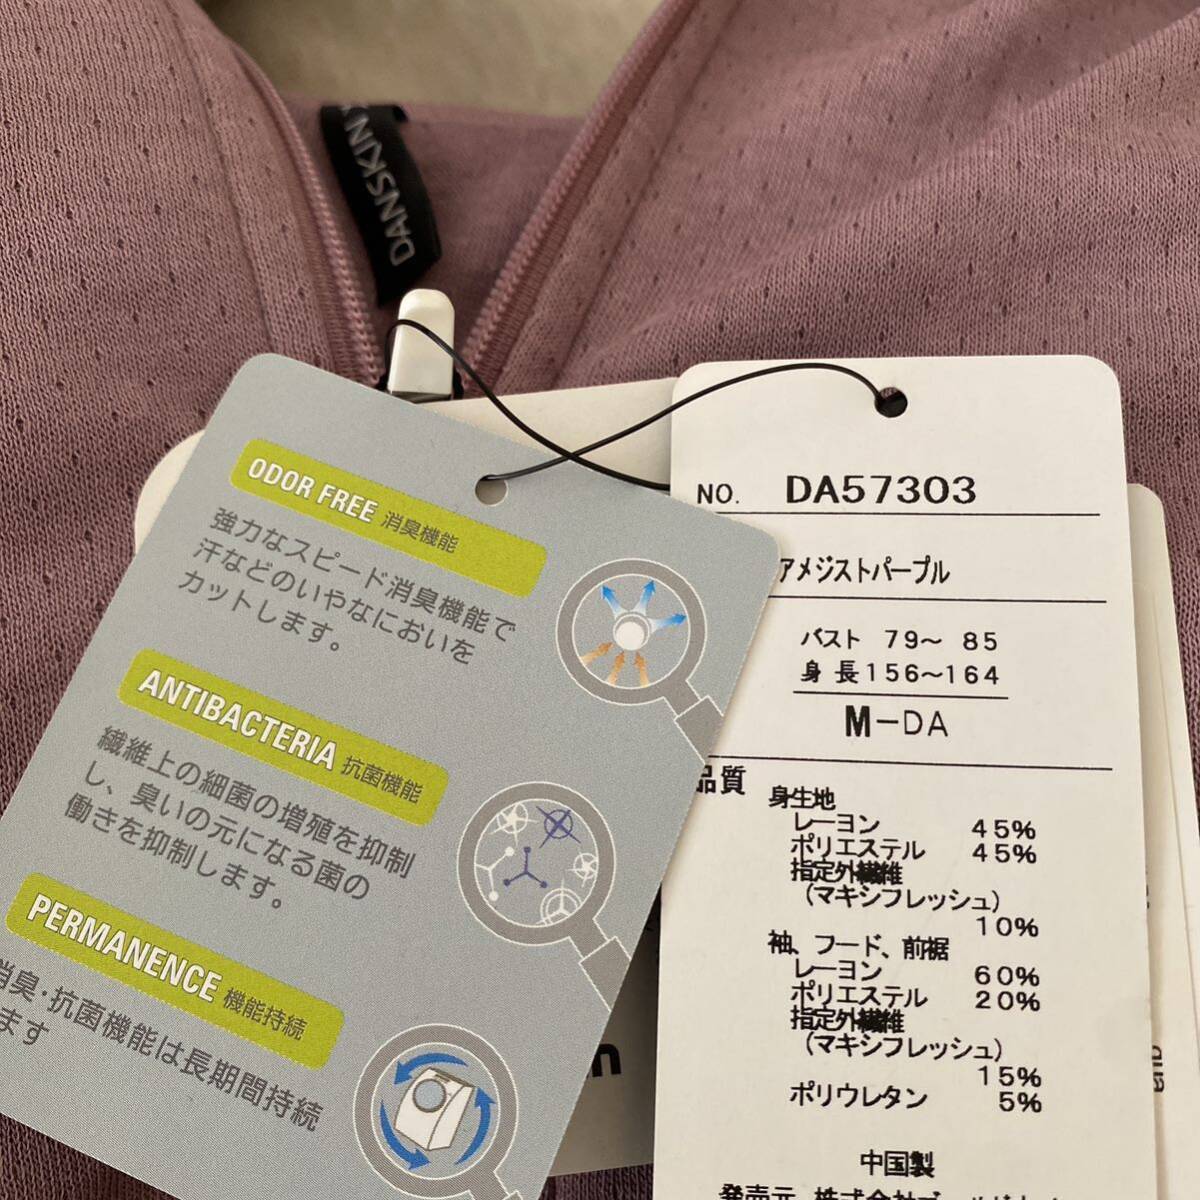 DANSKIN
ODOR FREE 消臭機能
強力なスピード消臭機能で
汗などのいやなにおいを
カットします。
ANTIBACTERIA 抗菌機能
繊維上の細菌の増殖を抑制
し、臭いの元になる菌の
働きを抑制します。
PERMANENCE 機能持続
消臭・抗菌機能は長期間持続
ます
NO. DA57303
アメジストパープル
バスト 79〜 85
身長156〜164
M-DA
品質
身生地
レーヨン 45%
ポリエステル 45%
指定外繊維
(マキシフレッシュ)
10%
袖、フード、前裾
レーヨン 60%
ポリエステル 20%
指定外繊維
(マキシフレッシュ)
15%
ポリウレタン 5%
中国製
発売元 株式会社